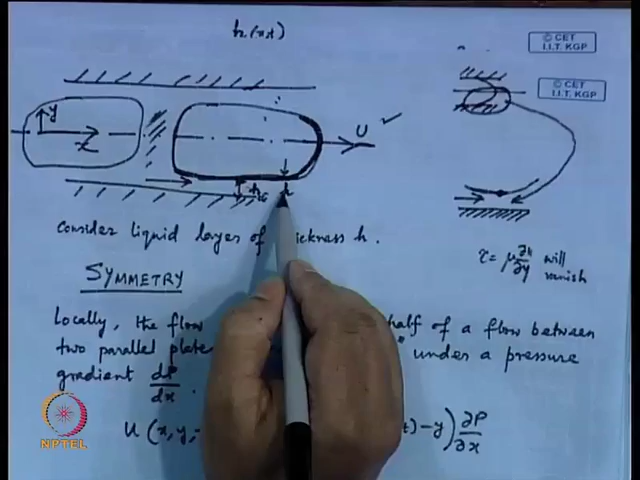 h(x,t)
© CET
I.I.T. KGP
© CET
I.I.T. KGP
y
x
U
h
Consider liquid layers of thickness h.
τ = μ ∂u/∂y will
vanish
SYMMETRY
Locally, the flow half of a flow between
two parallel plate " under a pressure
gradient dP/dx.
u(x, y, t) - y) ∂P/∂x
NPTEL